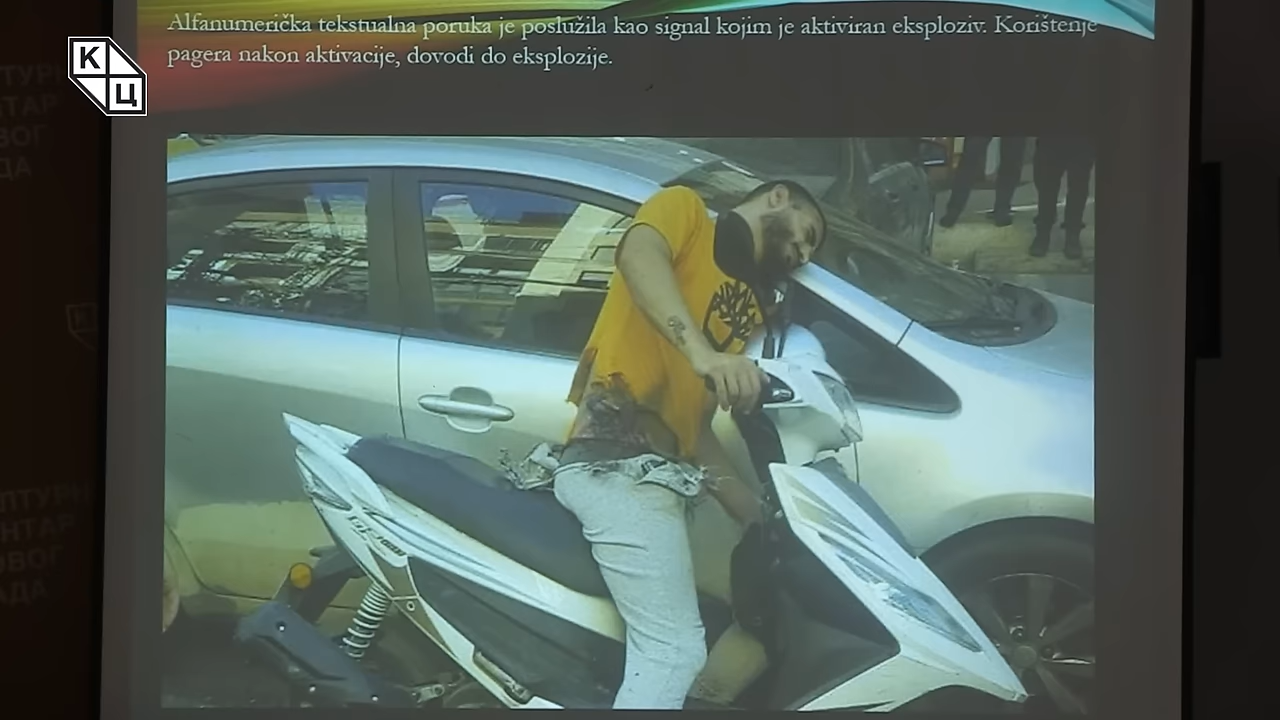 Alfanumerička tekstualna poruka je poslužila kao signal kojim je aktiviran eksploziv. Korištenje
pagera nakon aktivacije, dovodi do eksplozije.
К
Ц